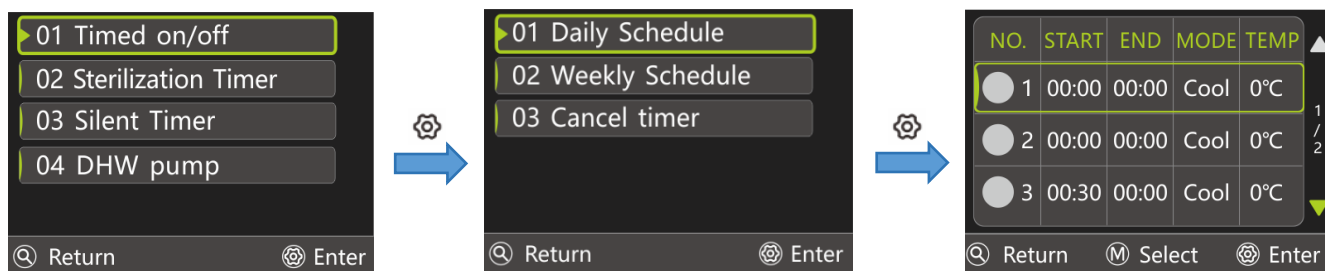 01 Timed on/off
02 Sterilization Timer
03 Silent Timer
04 DHW pump
Return Enter
01 Daily Schedule
02 Weekly Schedule
03 Cancel timer
Return Enter
NO. START END MODE TEMP
1 00:00 00:00 Cool 0℃
2 00:00 00:00 Cool 0℃
3 00:30 00:00 Cool 0℃
1
/
2
Return M Select Enter